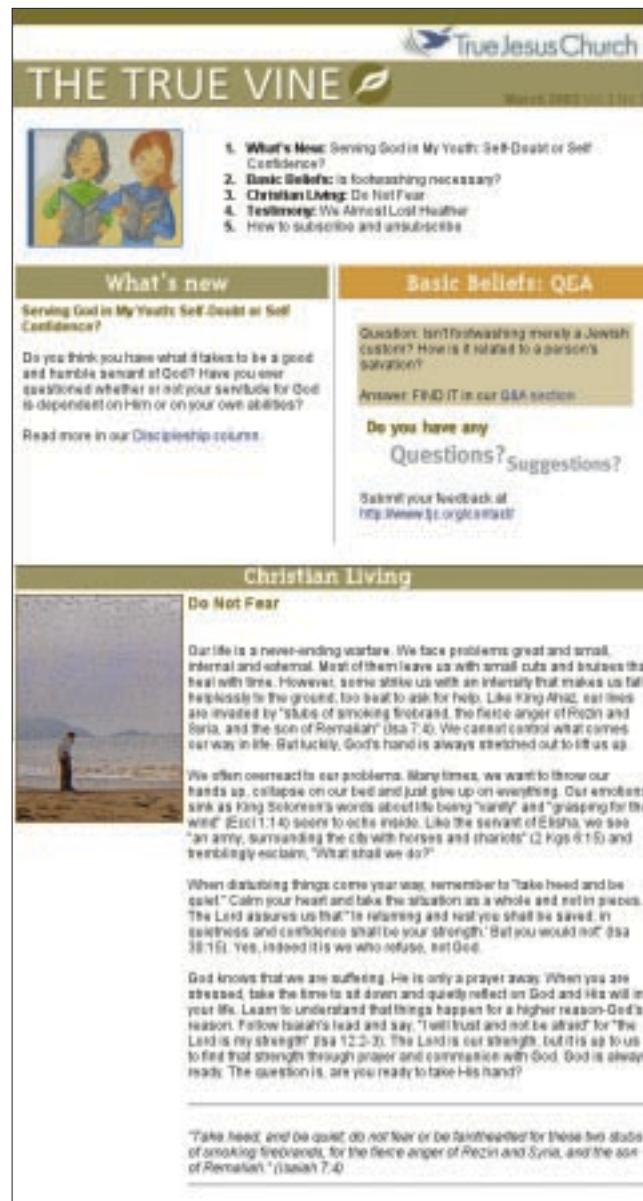 True Jesus Church
THE TRUE VINE
March 2003
1. What's New: Serving God in My Youth: Self-Doubt or Self
Confidence?
2. Basic Beliefs: Is footwashing necessary?
3. Christian Living: Do Not Fear
4. Testimony: We Almost Lost Heather
5. How to subscribe and unsubscribe
What's new
Serving God in My Youth: Self-Doubt or Self
Confidence?
Do you think you have what it takes to be a good
and humble servant of God? Have you ever
questioned whether or not your servitude for God
is dependent on Him or on your own abilities?
Read more in our Discipleship column.
Basic Beliefs: Q&A
Question: Isn't footwashing merely a Jewish
custom? How is it related to a person's
salvation?
Answer: FIND IT in our Q&A section
Do you have any
Questions? Suggestions?
Submit your feedback at
http://www.tjc.org/contact/
Christian Living
Do Not Fear
Our life is a never-ending warfare. We face problems great and small,
internal and external. Most of them leave us with small cuts and bruises tha
heal with time. However, some strike us with an intensity that makes us fall
helplessly to the ground, too beat to ask for help. Like King Ahaz, our lives
are invaded by "stubs of smoking firebrand, the fierce anger of Rezin and
Syria, and the son of Remaliah" (Isa 7:4). We cannot control what comes
our way in life. But luckily, God's hand is always stretched out to lift us up.
We often overreact to our problems. Many times, we want to throw our
hands up, collapse on our bed and just give up on everything. Our emotions
sink as King Solomon's words about life being "vanity" and "grasping for the
wind" (Eccl 1:14) seem to echo inside. Like the servant of Elisha, we see
"an army, surrounding the city with horses and chariots" (2 Kgs 6:15) and
tremblingly exclaim, "What shall we do?"
When disturbing things come your way, remember to "take heed and be
quiet." Calm your heart and take the situation as a whole and not in pieces.
The Lord assures us that "In returning and rest you shall be saved; in
quietness and confidence shall be your strength.' But you would not" (Isa
30:15). Yes, indeed it is we who refuse, not God.
God knows that we are suffering. He is only a prayer away. When you are
stressed, take the time to sit down and quietly reflect on God and His will in
your life. Learn to understand that things happen for a higher reason-God's
reason. Follow Isaiah's lead and say, "I will trust and not be afraid" for "the
Lord is my strength" (Isa 12:2-3). The Lord is our strength, but it is up to us
to find that strength through prayer and communion with God. God is always
ready. The question is, are you ready to take His hand?
"Take heed, and be quiet; do not fear or be fainthearted for these two stubs
of smoking firebrands, for the fierce anger of Rezin and Syria, and the son
of Remaliah." (Isaiah 7:4)